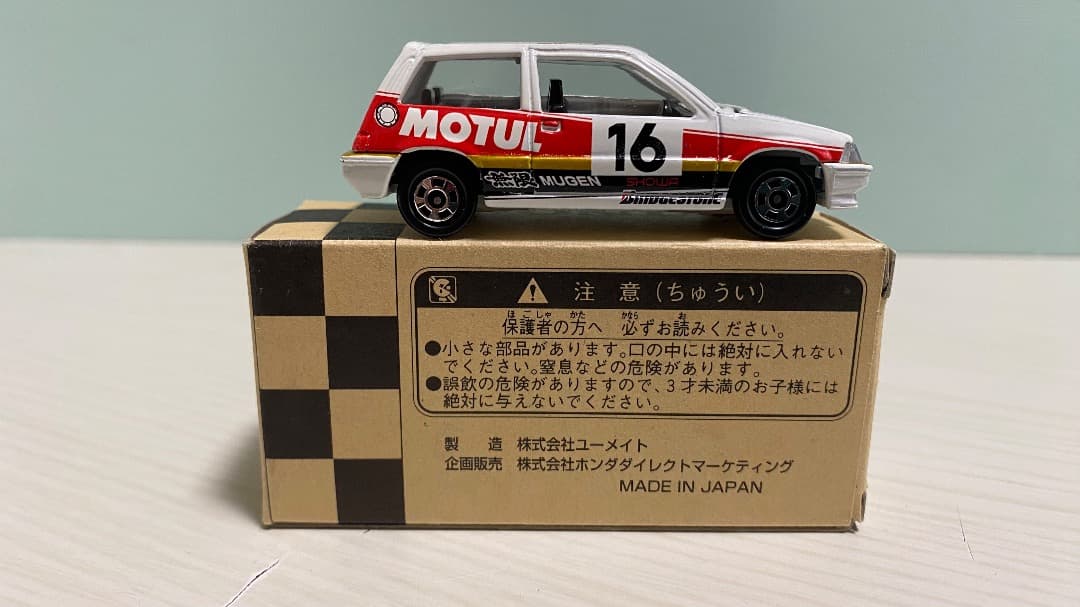 MOTUL
16
無限 MUGEN
SHOWA
BRIDGESTONE
注 意 (ちゅうい)
保護者の方へ 必ずお読みください。
●小さな部品があります。口の中には絶対に入れない
でください。窒息などの危険があります。
●誤飲の危険がありますので、3才未満のお子様には
絶対に与えないでください。
製 造 株式会社ユーメイト
企画販売 株式会社ホンダダイレクトマーケティング
MADE IN JAPAN